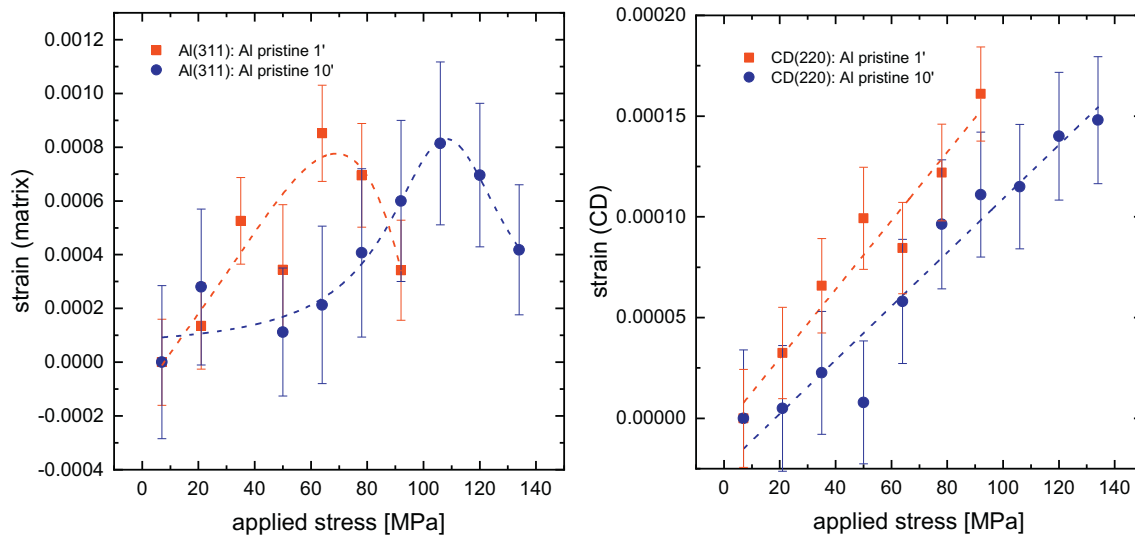 Al(311): Al pristine 1'
Al(311): Al pristine 10'
strain (matrix)
0.0012
0.0010
0.0008
0.0006
0.0004
0.0002
0.0000
-0.0002
-0.0004
0 20 40 60 80 100 120 140
applied stress [MPa]
CD(220): Al pristine 1'
CD(220): Al pristine 10'
strain (CD)
0.00020
0.00015
0.00010
0.00005
0.00000
0 20 40 60 80 100 120 140
applied stress [MPa]